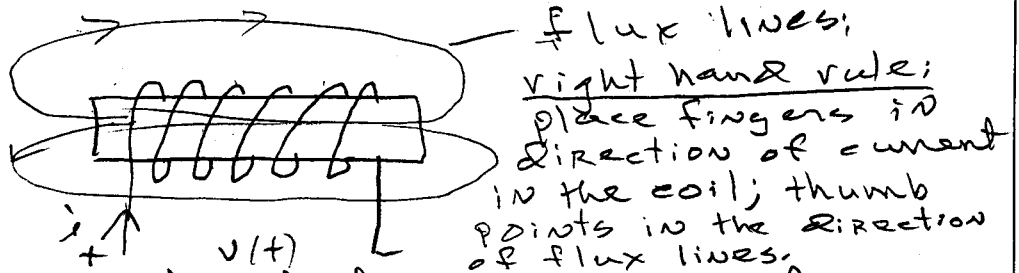 flux lines;
right hand rule;
place fingers in
direction of current
in the coil; thumb
points in the direction
of flux lines.
i
+ v(t) -